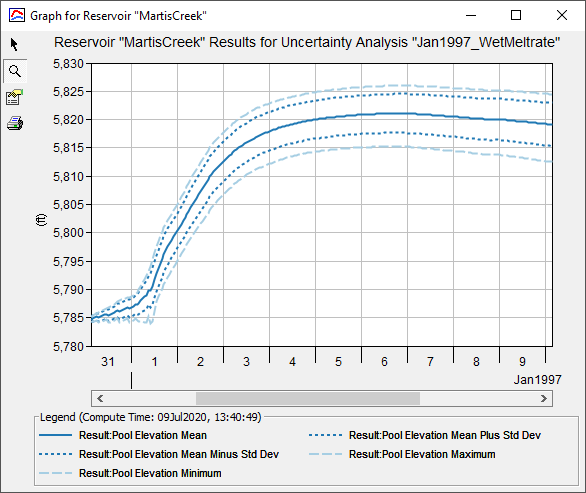 Graph for Reservoir "MartisCreek"
Reservoir "MartisCreek" Results for Uncertainty Analysis "Jan1997_WetMeltrate"
5,830
5,825
5,820
5,815
5,810
5,805
5,800
5,795
5,790
5,785
5,780
31 1 2 3 4 5 6 7 8 9
Jan1997
Legend (Compute Time: 09Jul2020, 13:40:49)
Result:Pool Elevation Mean Result:Pool Elevation Mean Plus Std Dev
Result:Pool Elevation Mean Minus Std Dev Result:Pool Elevation Maximum
Result:Pool Elevation Minimum